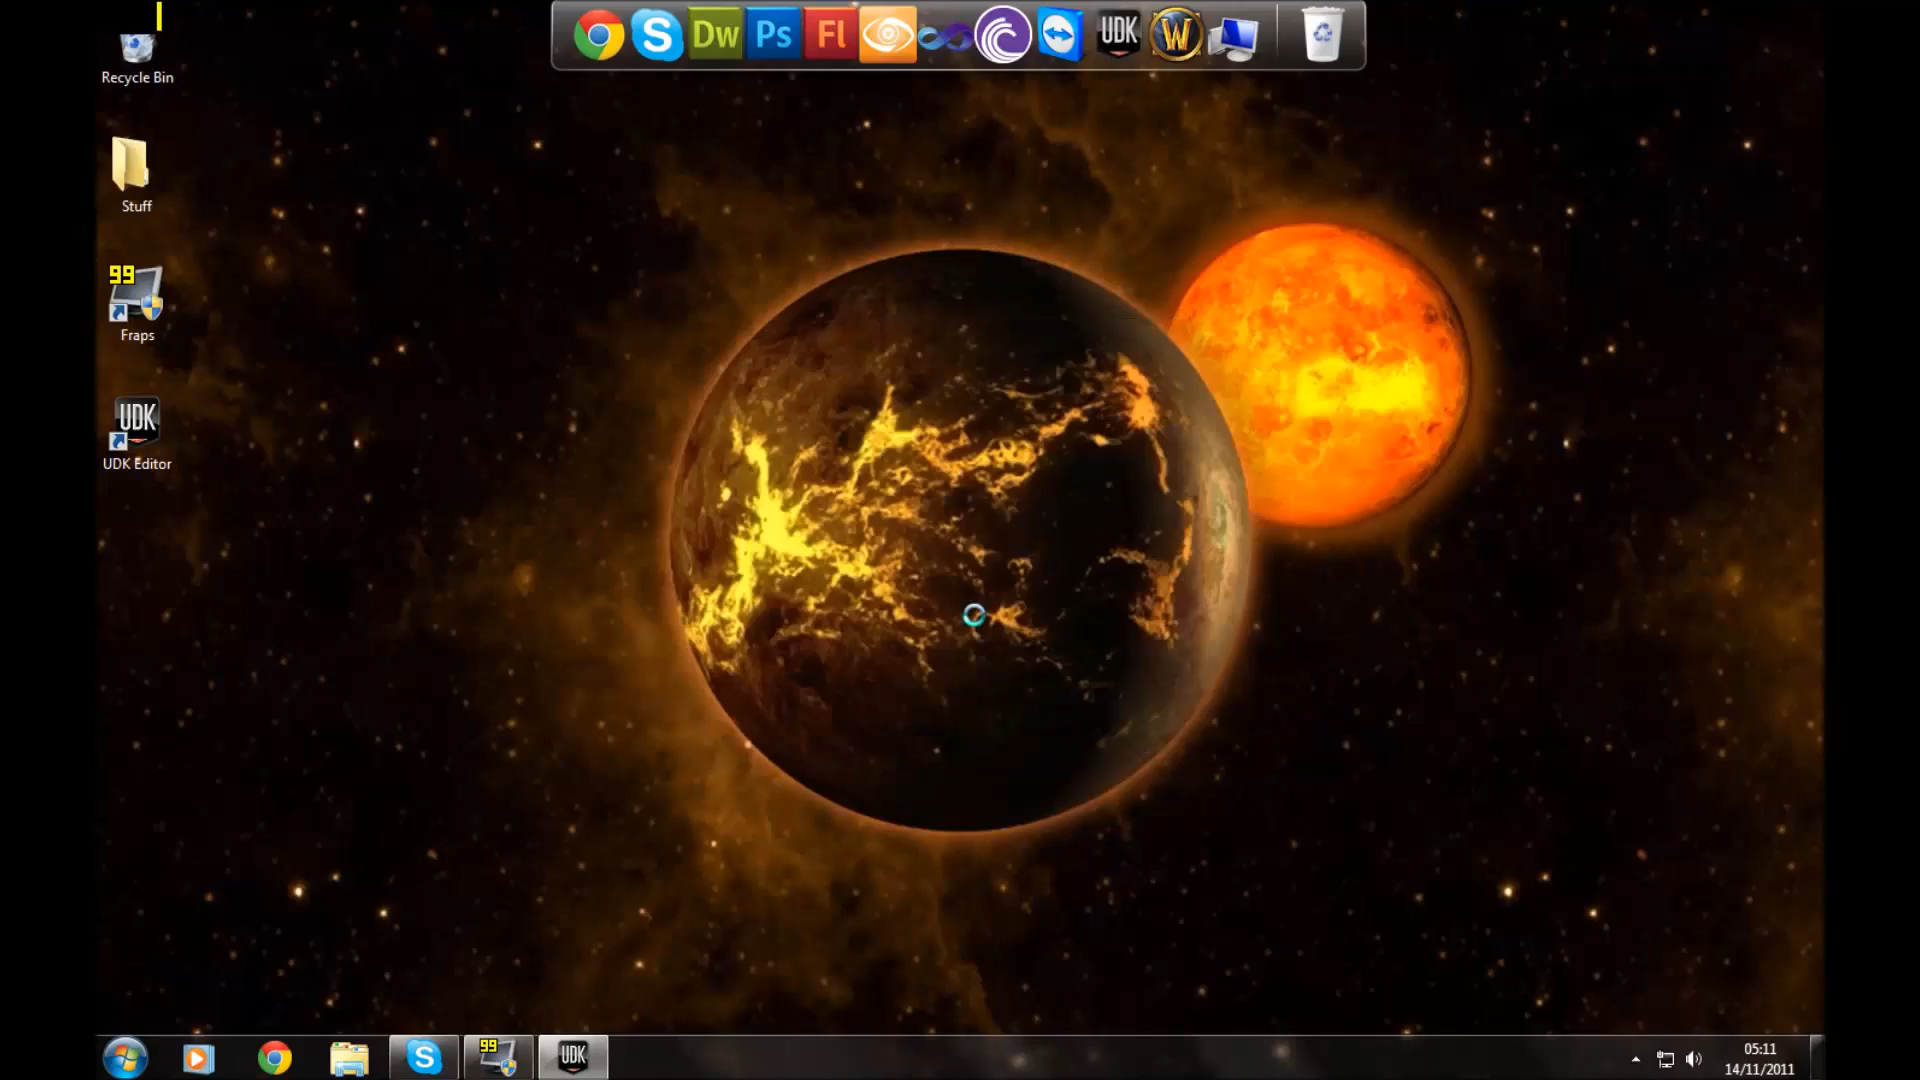 Dw Ps Fl UDK W
Recycle Bin
Stuff
99
Fraps
UDK
UDK Editor
S 99 UDK
05:11
14/11/2011